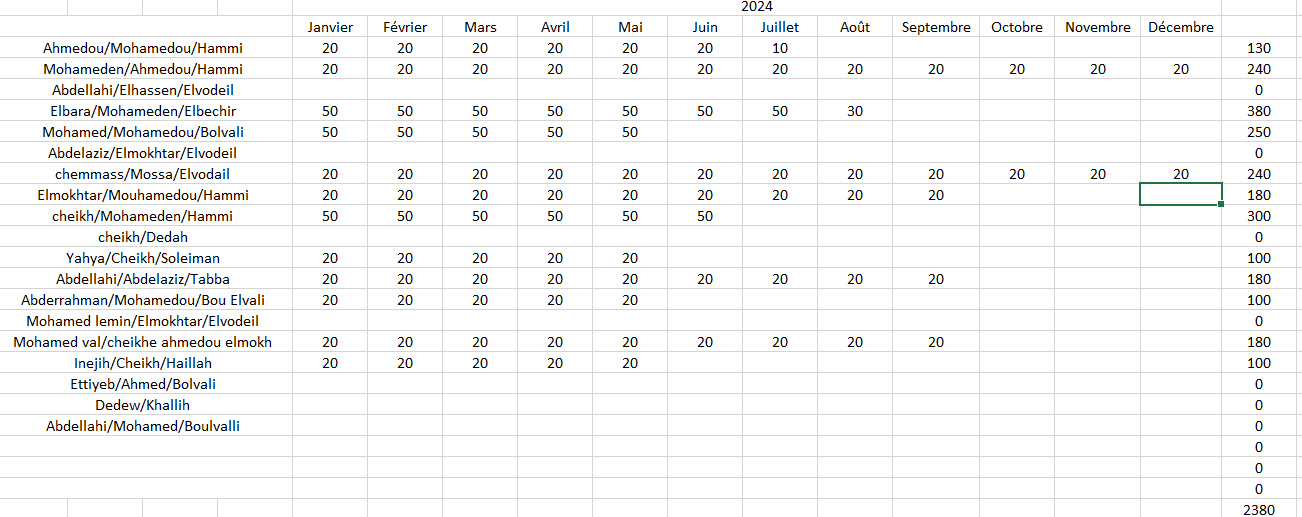 2024
Janvier Février Mars Avril Mai Juin Juillet Août Septembre Octobre Novembre Décembre
Ahmedou/Mohamedou/Hammi 20 20 20 20 20 20 10 130
Mohameden/Ahmedou/Hammi 20 20 20 20 20 20 20 20 20 20 20 20 240
Abdellahi/Elhassen/Elvodeil 0
Elbara/Mohameden/Elbechir 50 50 50 50 50 50 50 30 380
Mohamed/Mohamedou/Bolvali 50 50 50 50 50 250
Abdelaziz/Elmokhtar/Elvodeil 0
chemmass/Mossa/Elvodail 20 20 20 20 20 20 20 20 20 20 20 20 240
Elmokhtar/Mouhamedou/Hammi 20 20 20 20 20 20 20 20 20 180
cheikh/Mohameden/Hammi 50 50 50 50 50 50 300
cheikh/Dedah 0
Yahya/Cheikh/Soleiman 20 20 20 20 20 100
Abdellahi/Abdelaziz/Tabba 20 20 20 20 20 20 20 20 20 180
Abderrahman/Mohamedou/Bou Elvali 20 20 20 20 20 100
Mohamed lemin/Elmokhtar/Elvodeil 0
Mohamed val/cheikhe ahmedou elmokh 20 20 20 20 20 20 20 20 20 180
Inejih/Cheikh/Haillah 20 20 20 20 20 100
Ettiyeb/Ahmed/Bolvali 0
Dedew/Khallih 0
Abdellahi/Mohamed/Boulvalli 0
0
0
0
2380